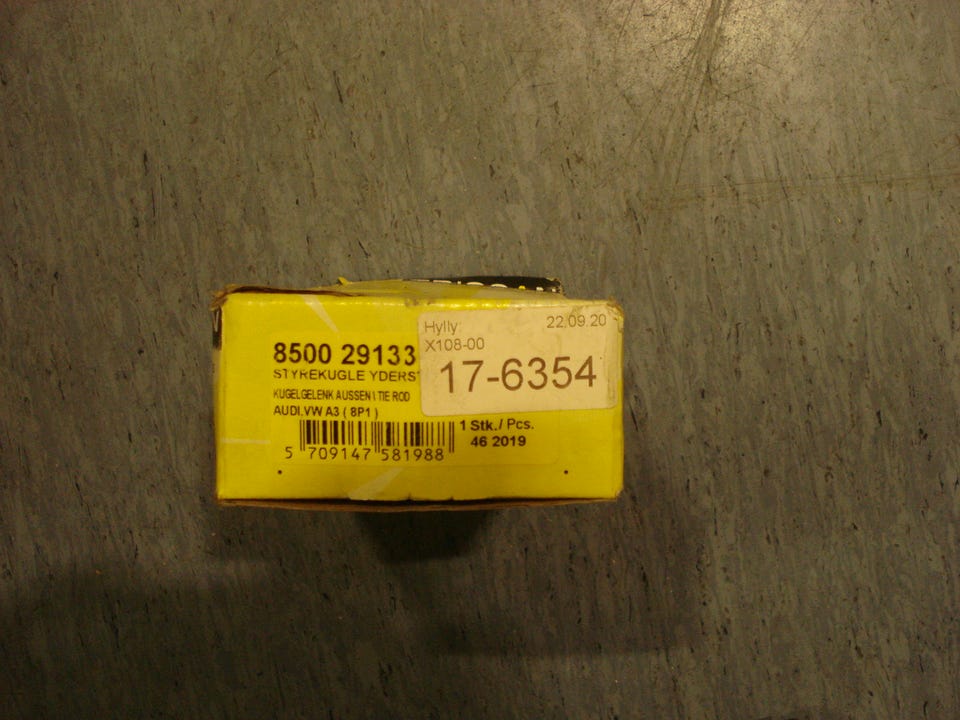 8500 29133
STYREKUGLE YDERS
KUGELGELENK AUSSEN \ TIE ROD
AUDI,VW A3 ( 8P1 )
1 Stk./ Pcs.
46 2019
5 709147 581988
Hylly:
22.09.20
X108-00
17-6354